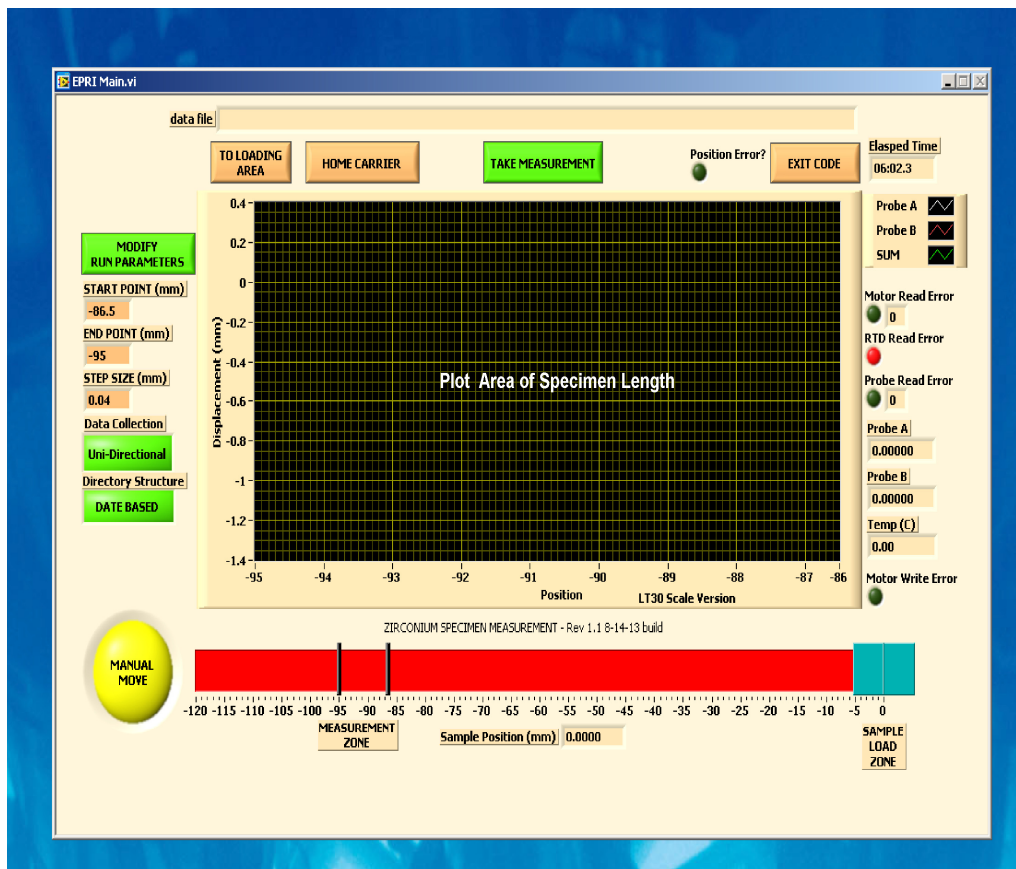 EPRI Main.vi
data file
TO LOADING
AREA
HOME CARRIER
TAKE MEASUREMENT
Position Error?
EXIT CODE
Elasped Time
06:02.3
Probe A
Probe B
SUM
MODIFY
RUN PARAMETERS
START POINT (mm)
-86.5
END POINT (mm)
-95
STEP SIZE (mm)
0.04
Data Collection
Uni-Directional
Directory Structure
DATE BASED
Displacement (mm)
0.4
0.2
0
-0.2
-0.4
-0.6
-0.8
-1
-1.2
-1.4
Plot Area of Specimen Length
-95 -94 -93 -92 -91 -90 -89 -88 -87 -86
Position
LT30 Scale Version
Motor Read Error
0
RTD Read Error
Probe Read Error
0
Probe A
0.00000
Probe B
0.00000
Temp (C)
0.00
Motor Write Error
ZIRCONIUM SPECIMEN MEASUREMENT - Rev 1.1 8-14-13 build
MANUAL
MOVE
-120 -115 -110 -105 -100 -95 -90 -85 -80 -75 -70 -65 -60 -55 -50 -45 -40 -35 -30 -25 -20 -15 -10 -5 0
MEASUREMENT
ZONE
Sample Position (mm) 0.0000
SAMPLE
LOAD
ZONE